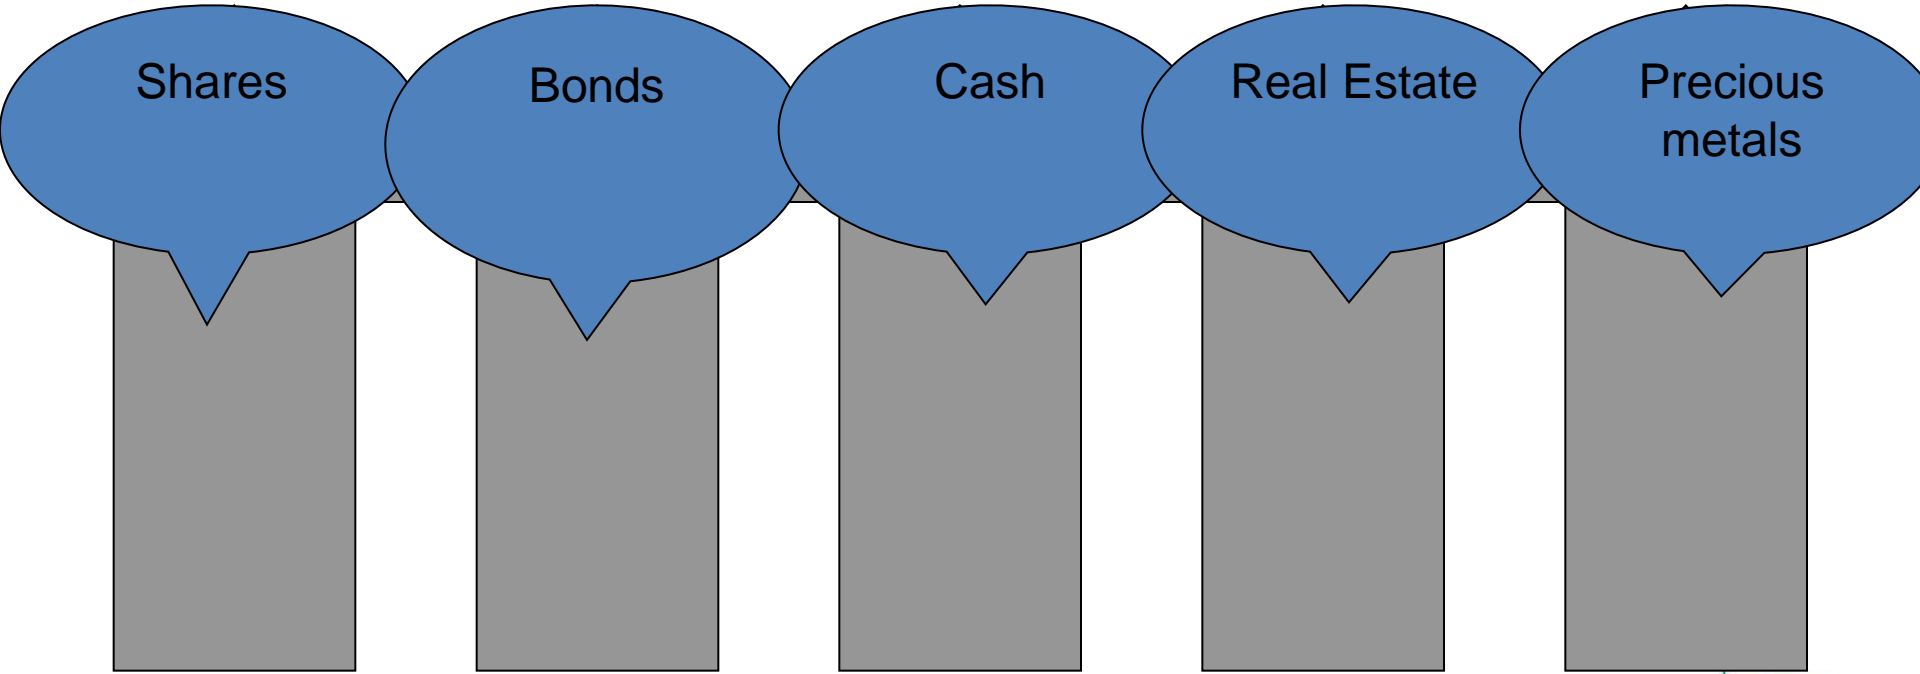 Shares
Bonds
Cash
Real Estate
Precious
metals